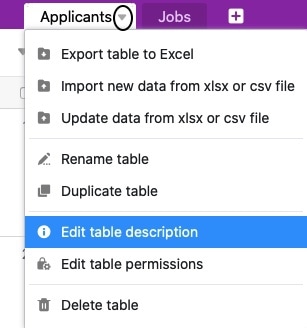 Applicants Jobs
Export table to Excel
Import new data from xlsx or csv file
Update data from xlsx or csv file
Rename table
Duplicate table
Edit table description
Edit table permissions
Delete table